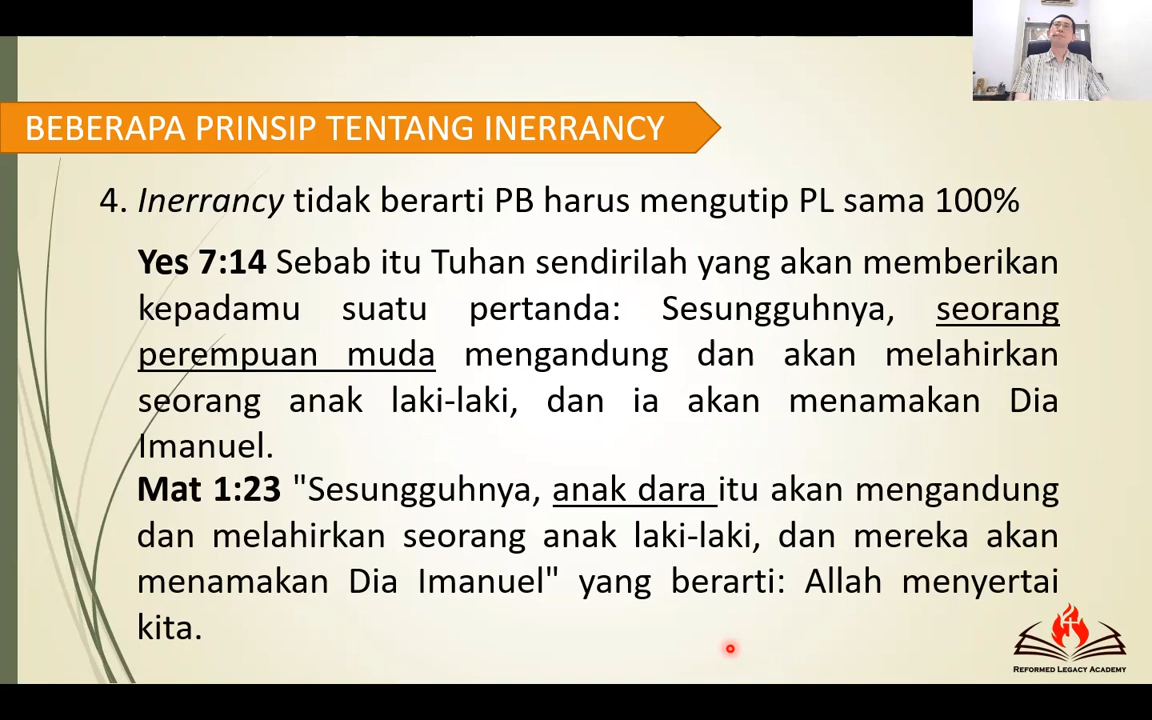 BEBERAPA PRINSIP TENTANG INERRANCY
4. Inerrancy tidak berarti PB harus mengutip PL sama 100%
Yes 7:14 Sebab itu Tuhan sendirilah yang akan memberikan
kepadamu suatu pertanda: Sesungguhnya, seorang
perempuan muda mengandung dan akan melahirkan
seorang anak laki-laki, dan ia akan menamakan Dia
Imanuel.
Mat 1:23 "Sesungguhnya, anak dara itu akan mengandung
dan melahirkan seorang anak laki-laki, dan mereka akan
menamakan Dia Imanuel" yang berarti: Allah menyertai
kita.
REFORMED LEGACY ACADEMY